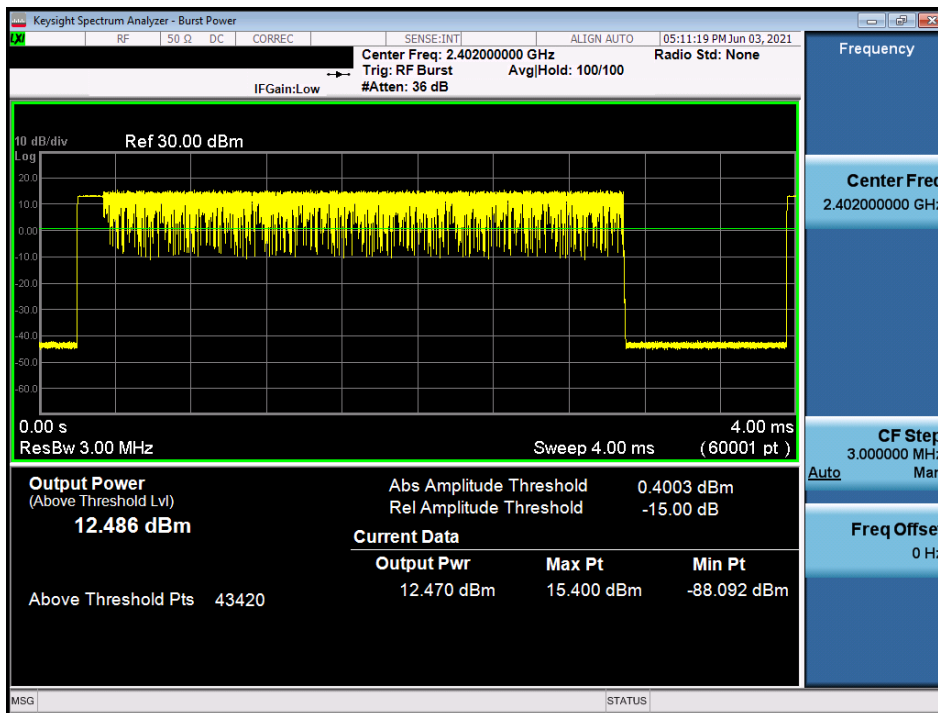 Keysight Spectrum Analyzer - Burst Power
LXI RF 50 Ω DC CORREC SENSE:INT ALIGN AUTO 05:11:19 PM Jun 03, 2021
Center Freq: 2.402000000 GHz Radio Std: None
Trig: RF Burst Avg|Hold: 100/100
IFGain:Low #Atten: 36 dB
10 dB/div Ref 30.00 dBm
Log
20.0
10.0
0.00
-10.0
-20.0
-30.0
-40.0
-50.0
-60.0
0.00 s 4.00 ms
ResBw 3.00 MHz Sweep 4.00 ms (60001 pt )
Output Power
(Above Threshold Lvl)
12.486 dBm
Above Threshold Pts 43420
Abs Amplitude Threshold 0.4003 dBm
Rel Amplitude Threshold -15.00 dB
Current Data
Output Pwr Max Pt Min Pt
12.470 dBm 15.400 dBm -88.092 dBm
Frequency
Center Freq
2.402000000 GHz
CF Step
3.000000 MHz
Auto Man
Freq Offset
0 Hz
MSG STATUS